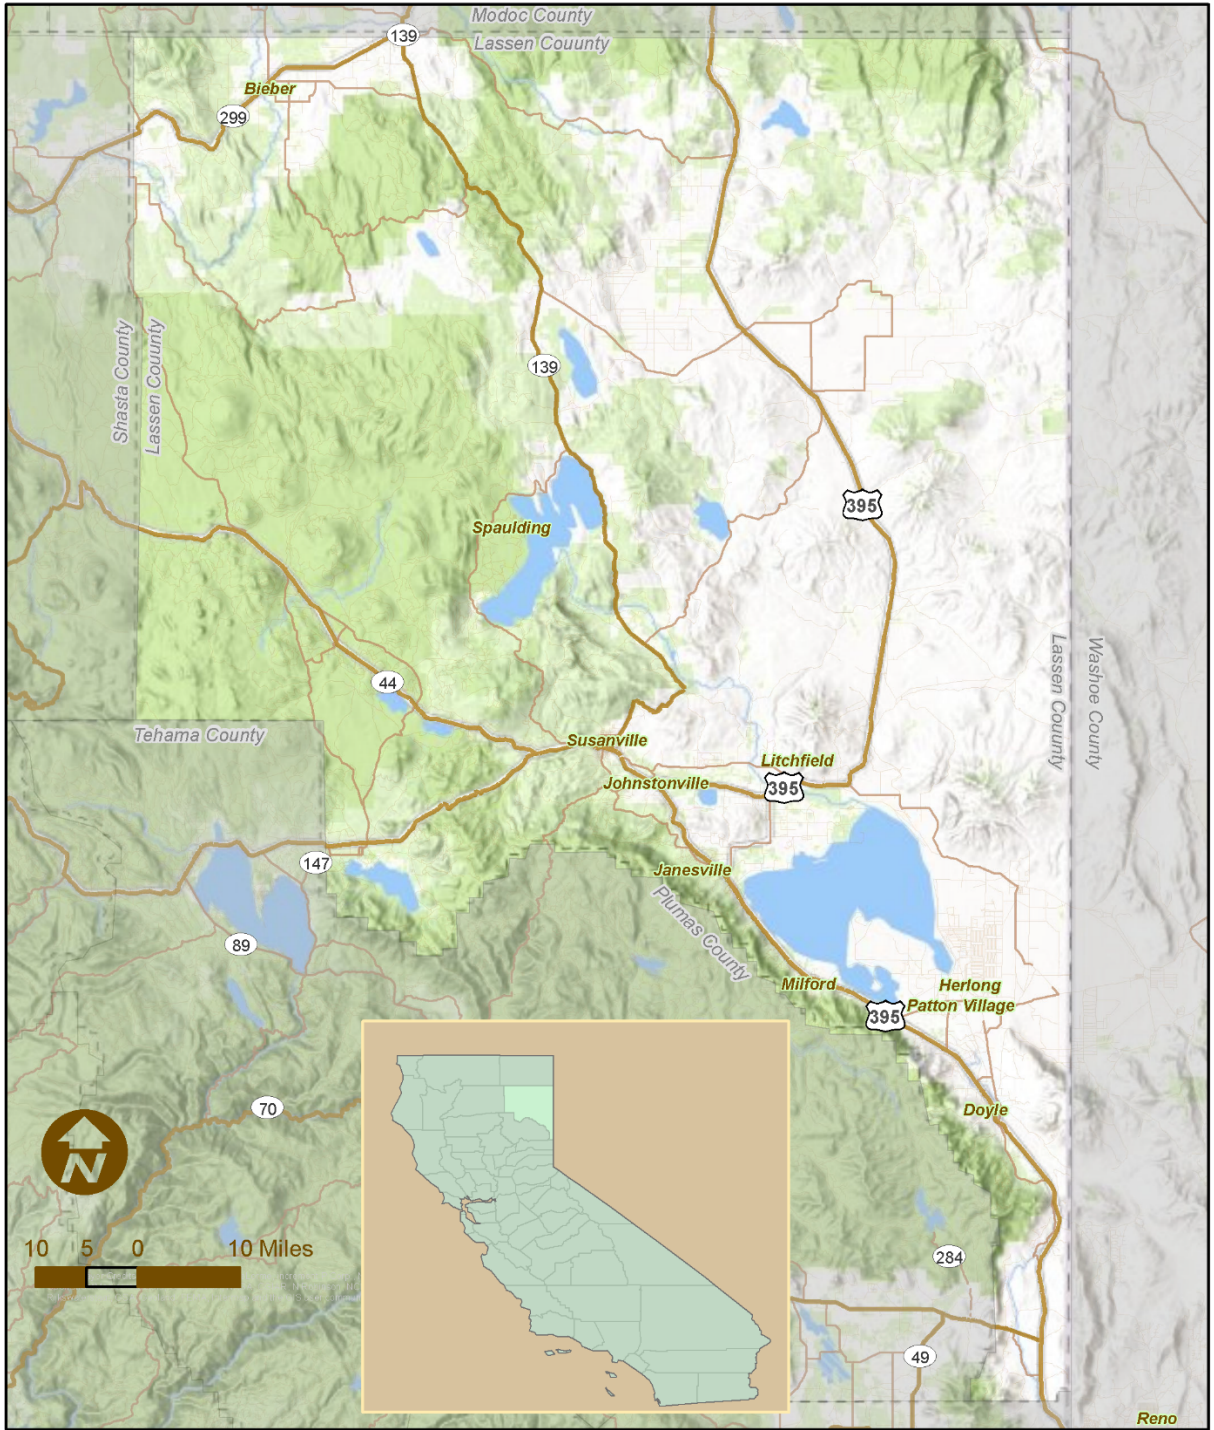 Modoc County
139
Lassen Couunty
Bieber
299
Shasta County
Lassen Couunty
139
395
Spaulding
Lassen Couunty
Washoe County
44
Tehama County
Susanville
Litchfield
Johnstonville
395
147
Janesville
Plumas County
89
Milford
Herlong
Patton Village
395
70
Doyle
N
10 5 0 10 Miles
284
49
Reno